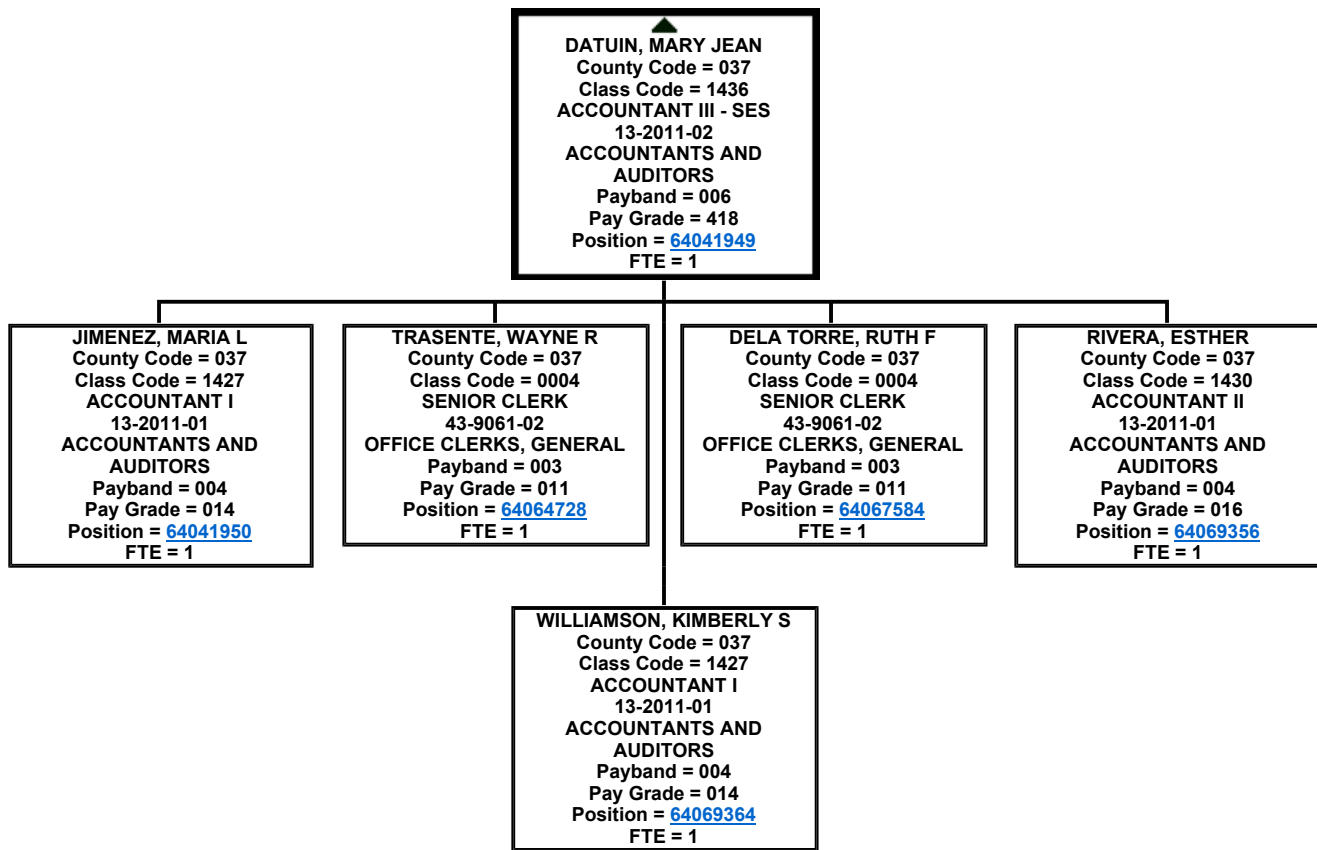 DATUIN, MARY JEAN
County Code = 037
Class Code = 1436
ACCOUNTANT III - SES
13-2011-02
ACCOUNTANTS AND
AUDITORS
Payband = 006
Pay Grade = 418
Position = 64041949
FTE = 1
JIMENEZ, MARIA L
County Code = 037
Class Code = 1427
ACCOUNTANT I
13-2011-01
ACCOUNTANTS AND
AUDITORS
Payband = 004
Pay Grade = 014
Position = 64041950
FTE = 1
TRASENTE, WAYNE R
County Code = 037
Class Code = 0004
SENIOR CLERK
43-9061-02
OFFICE CLERKS, GENERAL
Payband = 003
Pay Grade = 011
Position = 64064728
FTE = 1
DELA TORRE, RUTH F
County Code = 037
Class Code = 0004
SENIOR CLERK
43-9061-02
OFFICE CLERKS, GENERAL
Payband = 003
Pay Grade = 011
Position = 64067584
FTE = 1
RIVERA, ESTHER
County Code = 037
Class Code = 1430
ACCOUNTANT II
13-2011-01
ACCOUNTANTS AND
AUDITORS
Payband = 004
Pay Grade = 016
Position = 64069356
FTE = 1
WILLIAMSON, KIMBERLY S
County Code = 037
Class Code = 1427
ACCOUNTANT I
13-2011-01
ACCOUNTANTS AND
AUDITORS
Payband = 004
Pay Grade = 014
Position = 64069364
FTE = 1